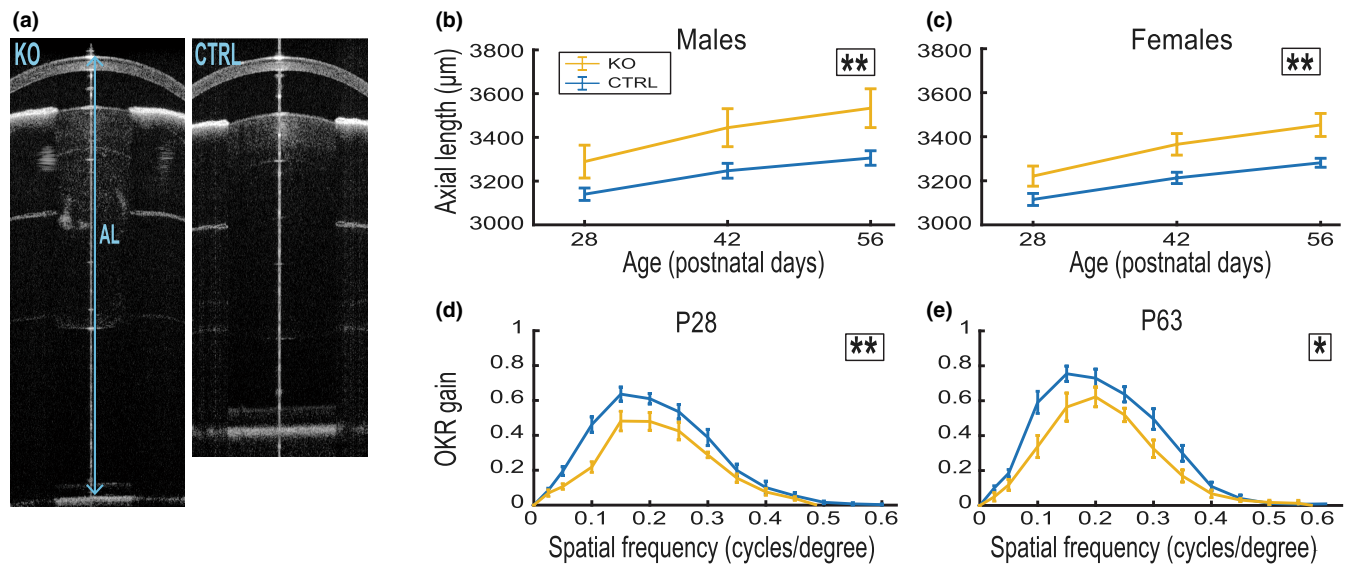 (a)
KO
CTRL
AL
(b)
Males
**
KO
CTRL
Axial length (µm)
3800
3600
3400
3200
3000
28 42 56
Age (postnatal days)
(c)
Females
**
3800
3600
3400
3200
3000
28 42 56
Age (postnatal days)
(d)
P28
**
OKR gain
1
0.8
0.6
0.4
0.2
0
0 0.1 0.2 0.3 0.4 0.5 0.6
Spatial frequency (cycles/degree)
(e)
P63
*
1
0.8
0.6
0.4
0.2
0
0 0.1 0.2 0.3 0.4 0.5 0.6
Spatial frequency (cycles/degree)